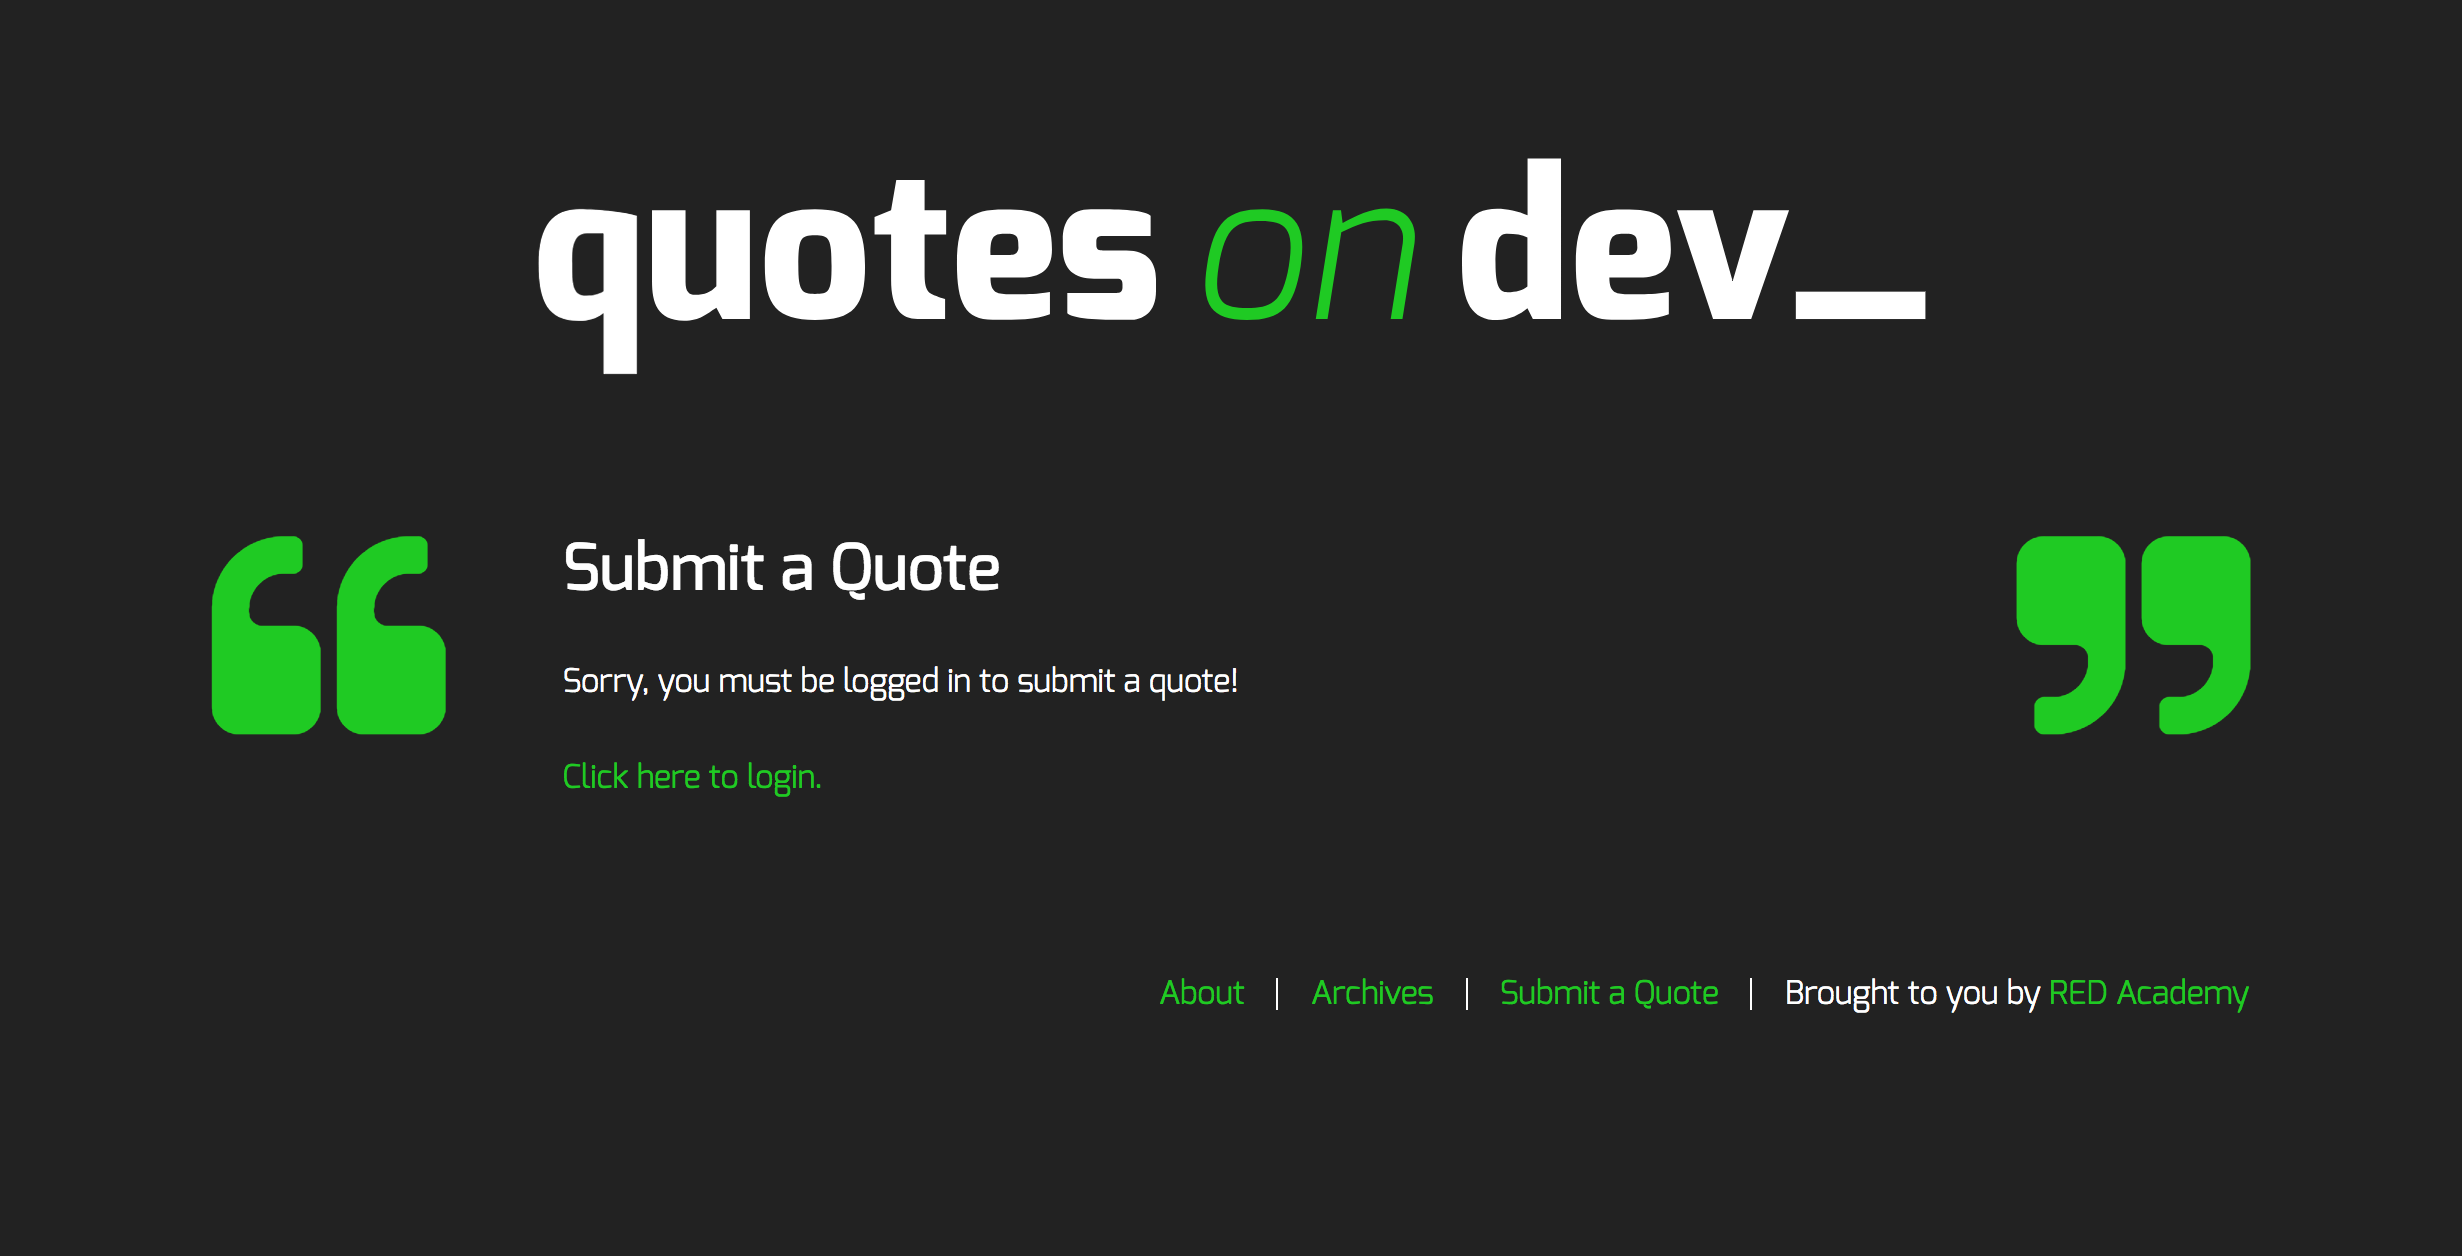 quotes on dev_
Submit a Quote
Sorry, you must be logged in to submit a quote!
Click here to login.
About | Archives | Submit a Quote | Brought to you by RED Academy